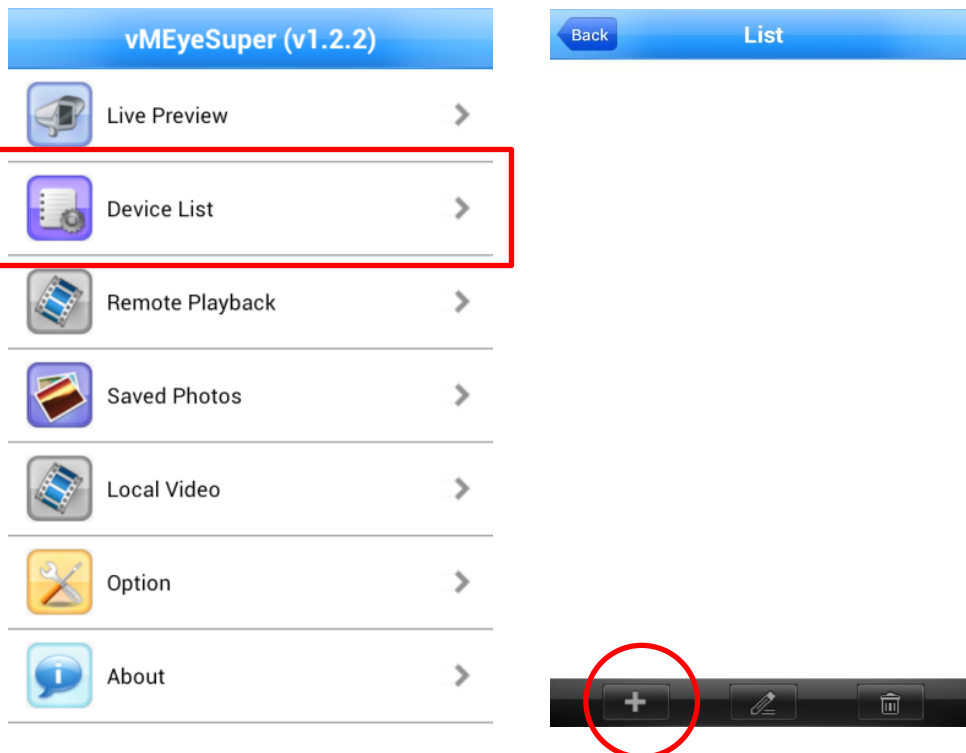 vMEyeSuper (v1.2.2)
Live Preview
Device List
Remote Playback
Saved Photos
Local Video
Option
About
Back
List